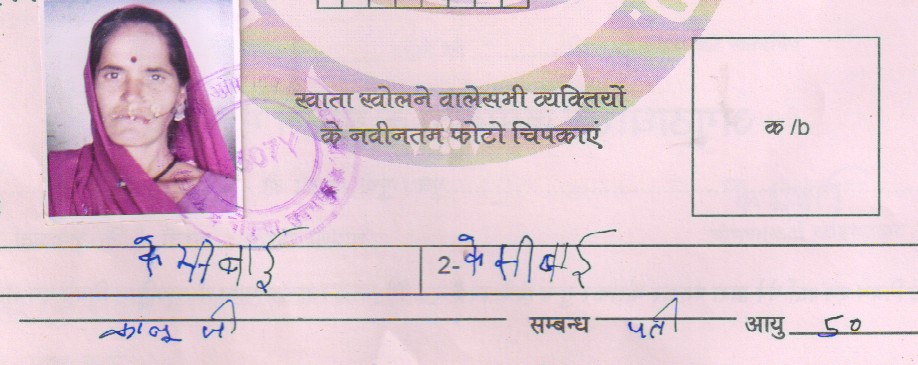 खाता खोलने वाले सभी व्यक्तियों
के नवीनतम फोटो चिपकाएं
क /b
केसीबाई 2- केसीबाई
कालू जी सम्बन्ध पती आयु 50